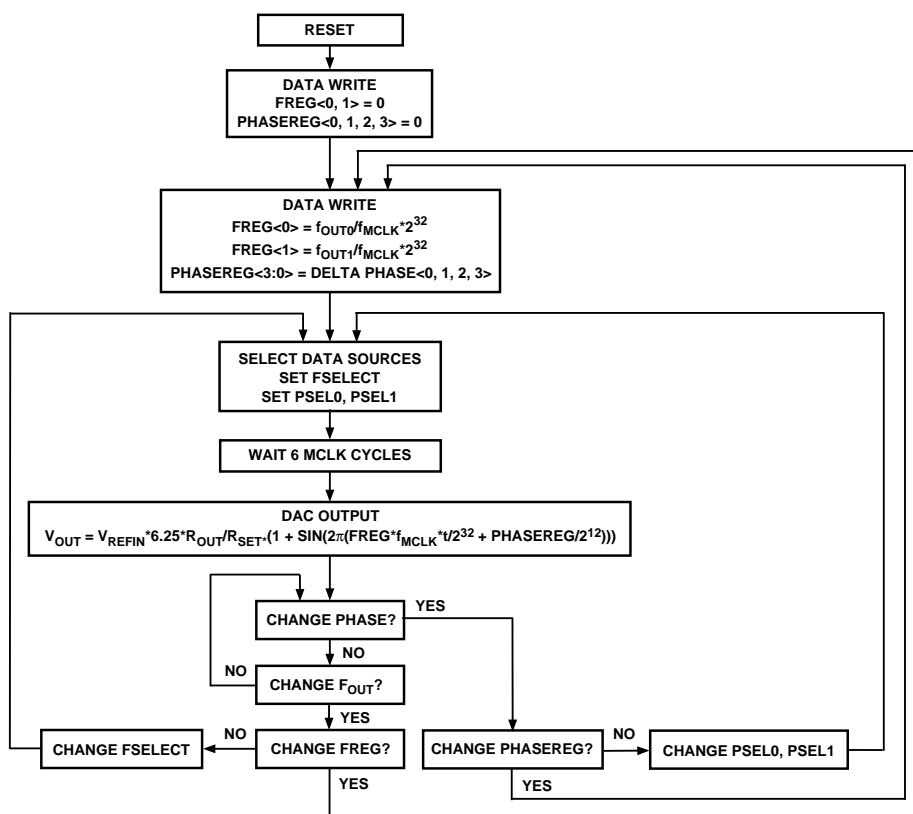 RESET
DATA WRITE
FREG<0, 1> = 0
PHASEREG<0, 1, 2, 3> = 0
DATA WRITE
FREG<0> = fOUT0/fMCLK*2^32
FREG<1> = fOUT1/fMCLK*2^32
PHASEREG<3:0> = DELTA PHASE<0, 1, 2, 3>
SELECT DATA SOURCES
SET FSELECT
SET PSEL0, PSEL1
WAIT 6 MCLK CYCLES
DAC OUTPUT
VOUT = VREFIN*6.25*ROUT/RSET*(1 + SIN(2π(FREG*fMCLK*t/2^32 + PHASEREG/2^12)))
CHANGE PHASE?
YES
NO
NO
CHANGE FOUT?
YES
CHANGE FSELECT
NO
CHANGE FREG?
YES
CHANGE PHASEREG?
NO
CHANGE PSEL0, PSEL1
YES